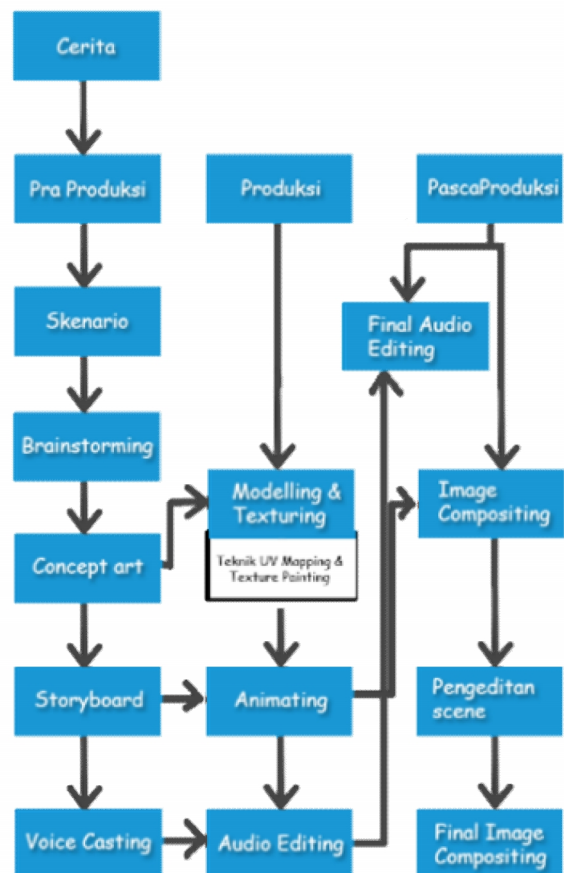 Cerita
Pra Produksi
Produksi
PascaProduksi
Skenario
Final Audio
Editing
Brainstorming
Modelling &
Texturing
Image
Compositing
Concept art
Teknik UV Mapping &
Texture Painting
Storyboard
Animating
Pengeditan
scene
Voice Casting
Audio Editing
Final Image
Compositing